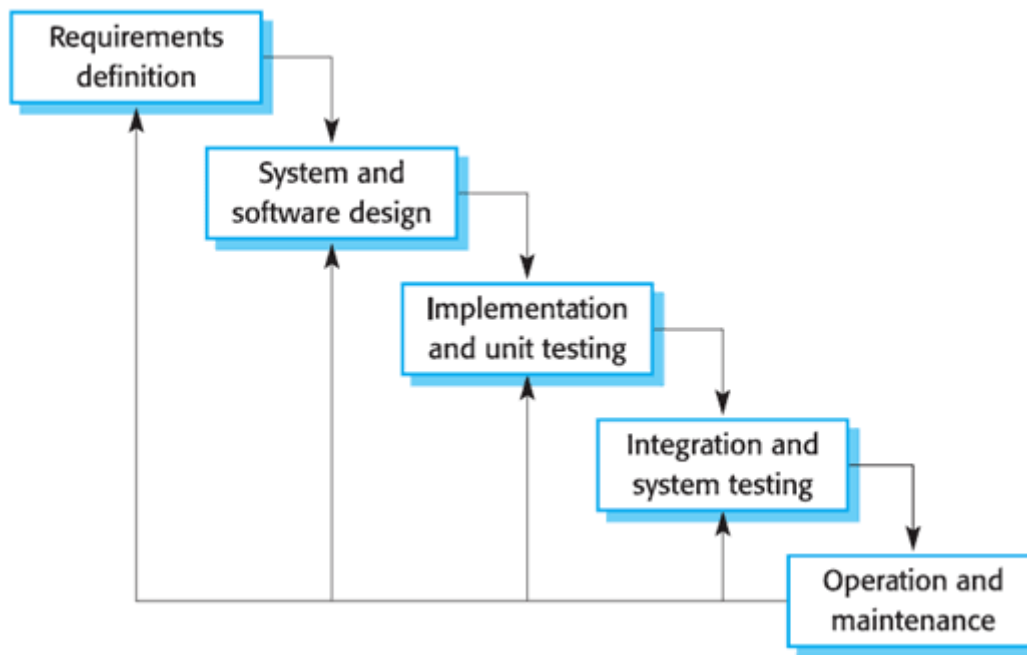 Requirements
definition
System and
software design
Implementation
and unit testing
Integration and
system testing
Operation and
maintenance